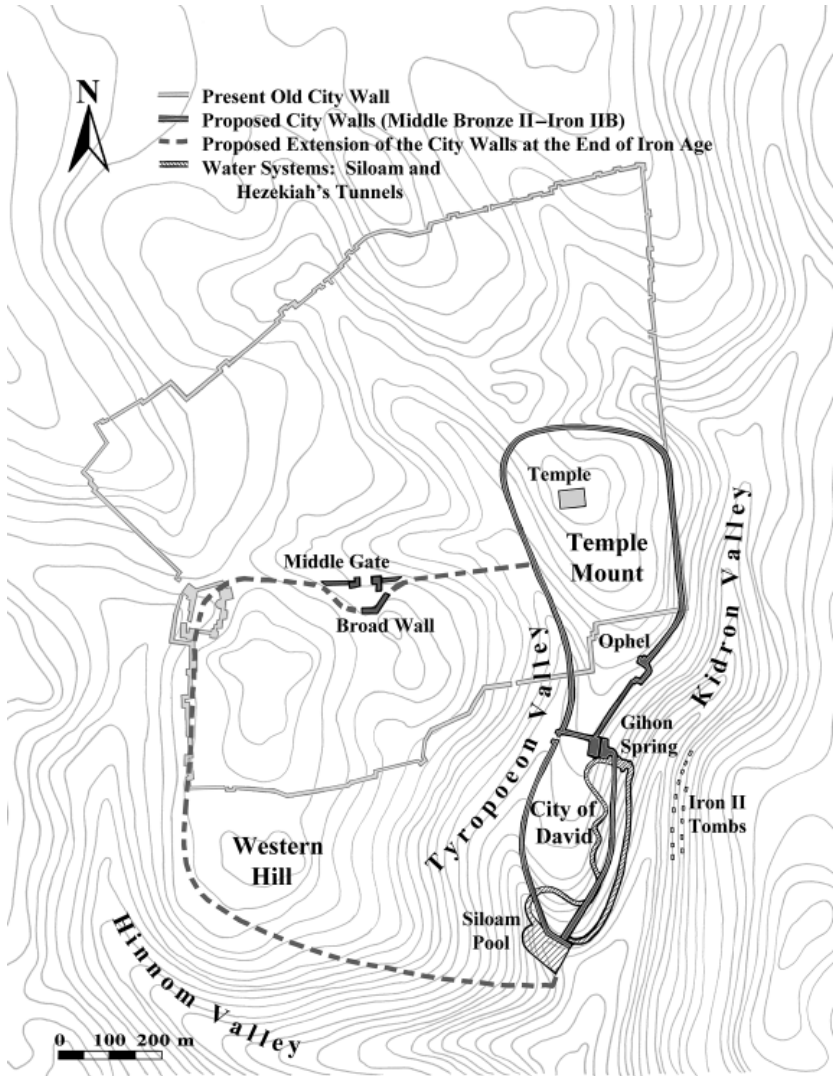 N
Present Old City Wall
Proposed City Walls (Middle Bronze II–Iron IIB)
Proposed Extension of the City Walls at the End of Iron Age
Water Systems: Siloam and
Hezekiah's Tunnels
Temple
Temple
Mount
Kidron Valley
Middle Gate
Broad Wall
Ophel
Tyropoeon Valley
Gihon
Spring
City of
David
Iron II
Tombs
Western
Hill
Siloam
Pool
Hinnom Valley
0 100 200 m